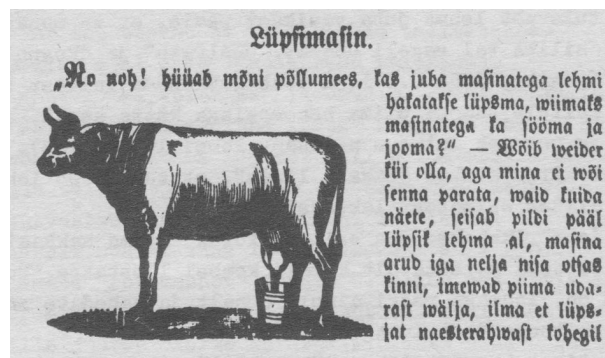 Lüpsimasin.
„No noh! hüüab mõni põllumees, kas juba masinatega lehmi
hakatakse lüpsma, wiimaks
masinatega ka sööma ja
jooma?“ — Wõib weider
kül olla, aga mina ei wõi
senna parata, waid kuida
näete, seisab pildi pääl
lüpsik lehma al, masina
arud iga nelja nisa otsas
kinni, imewad piima uda-
rast wälja, ilma et lüps-
jat naesterahwast kohegil